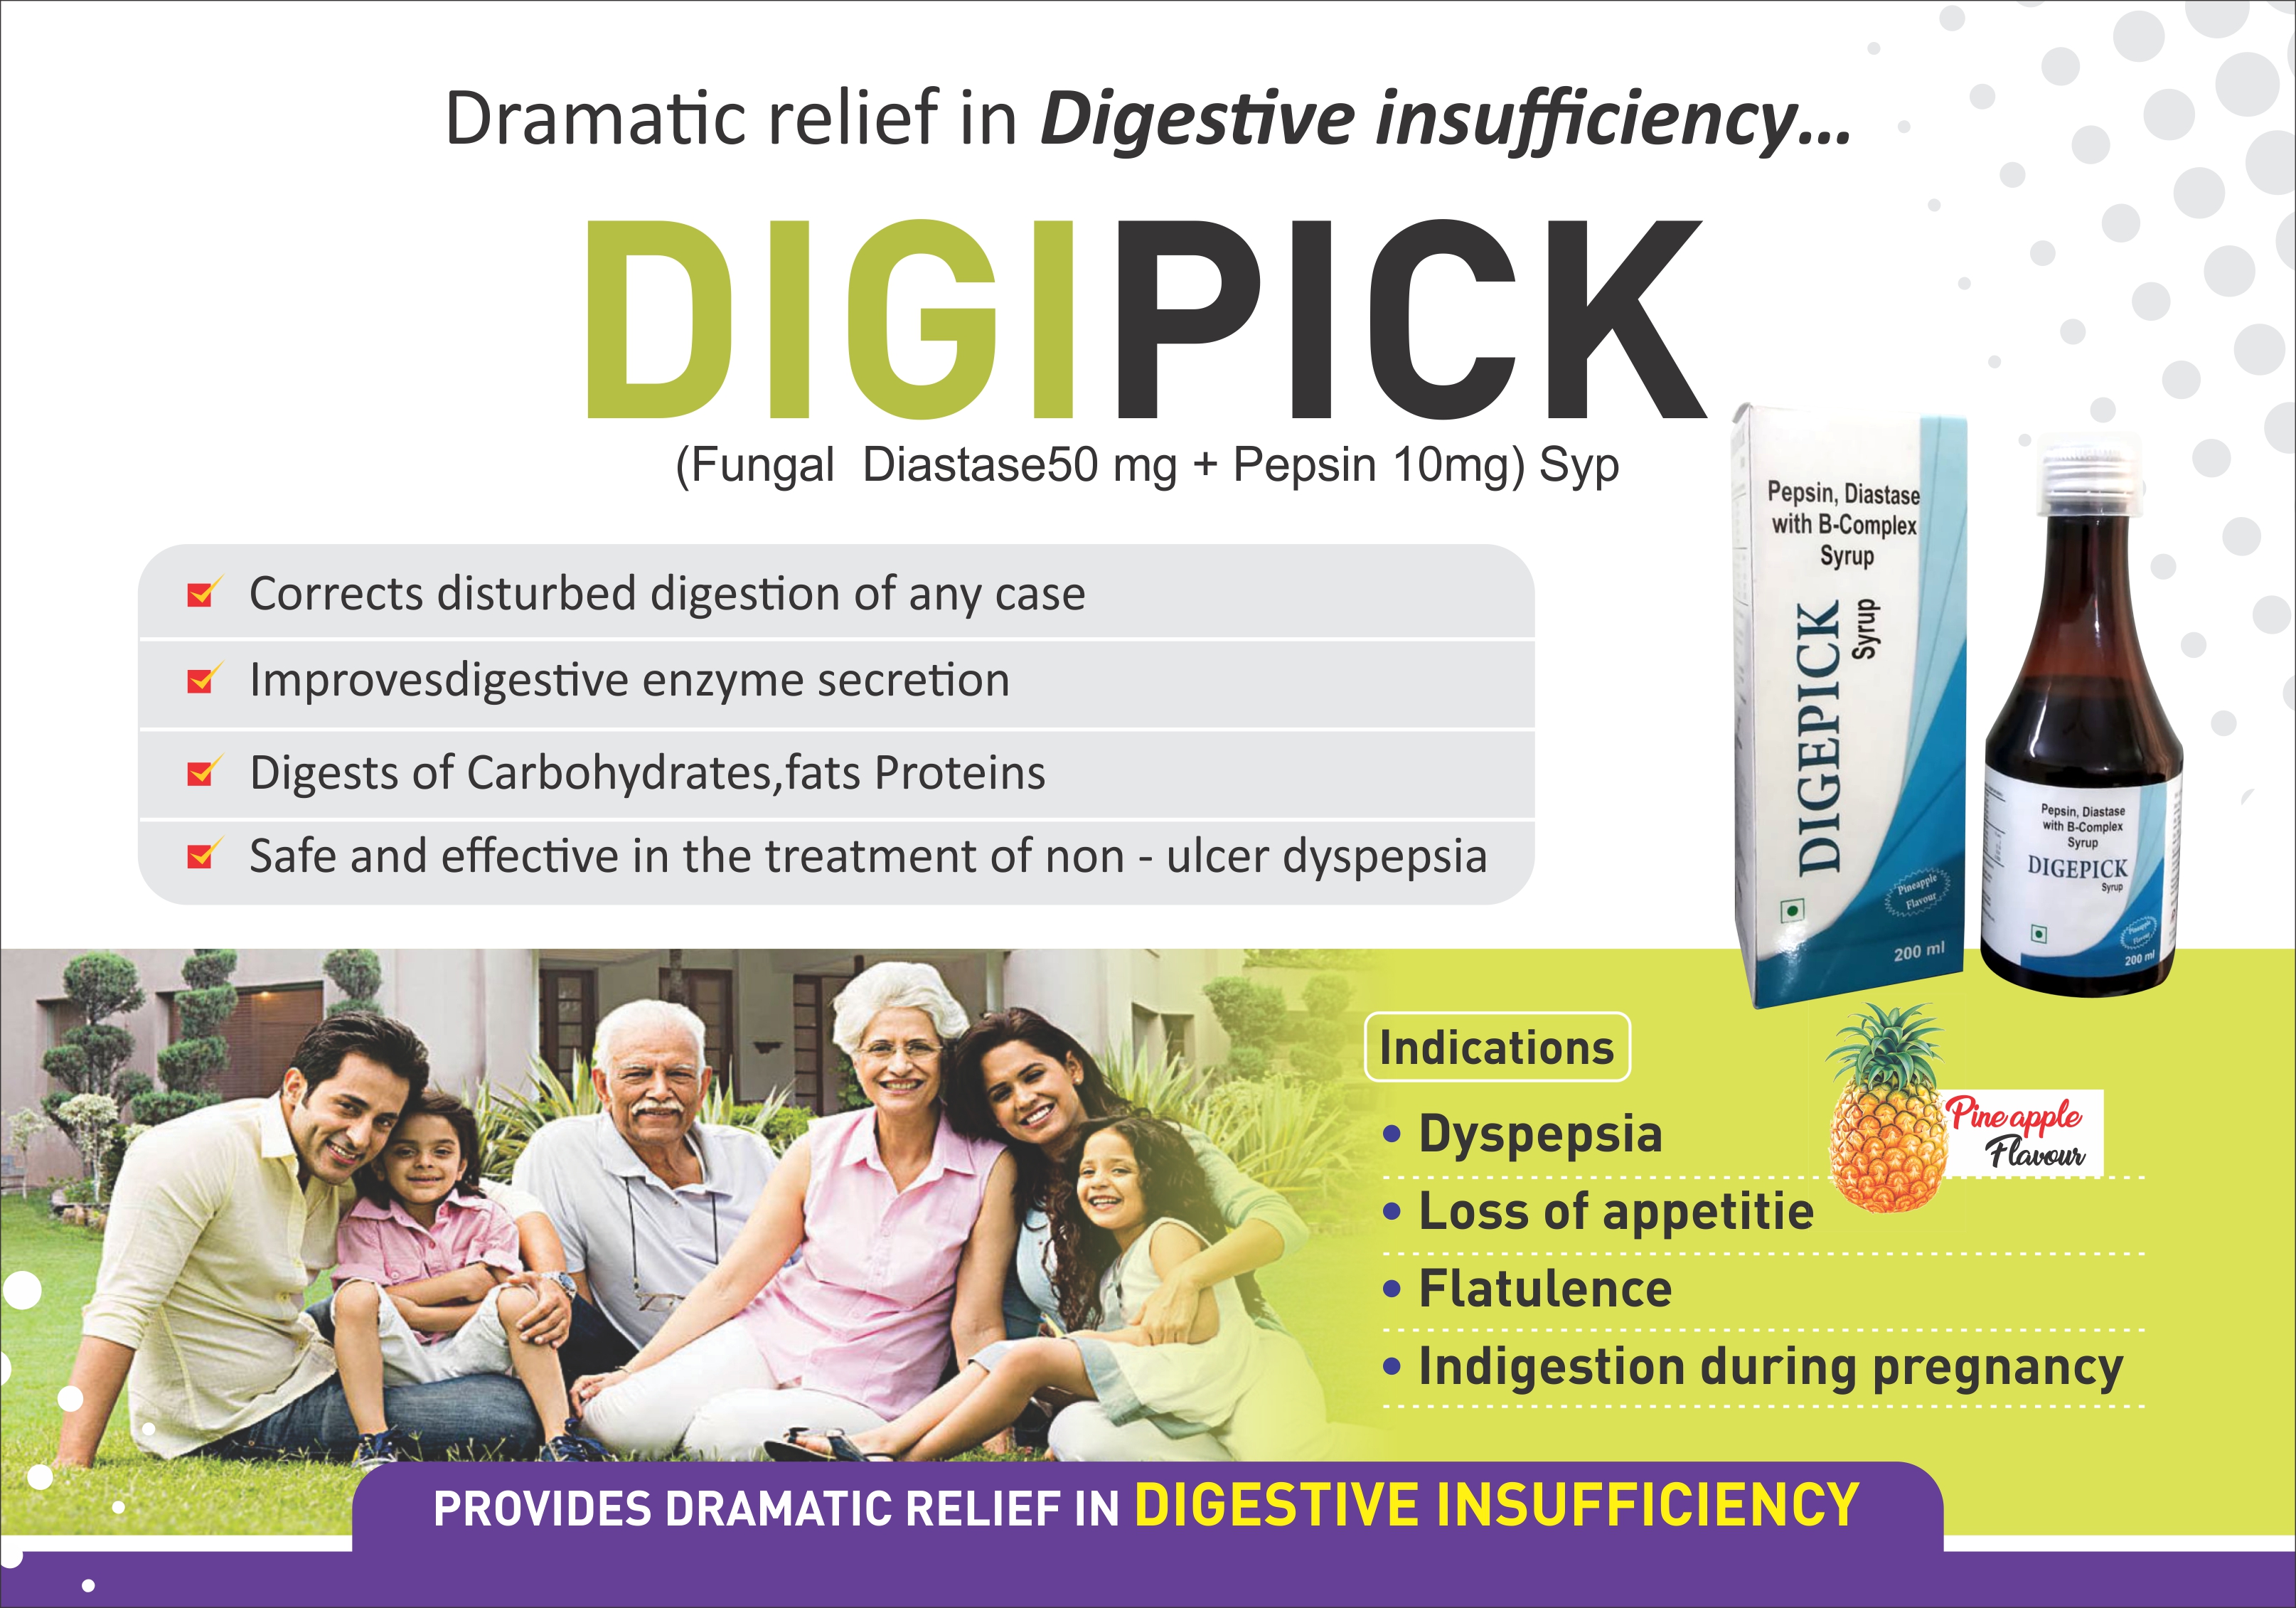 Dramatic relief in Digestive insufficiency...
DIGIPICK
(Fungal  Diastase50 mg + Pepsin 10mg) Syp
Corrects disturbed digestion of any case
Improvesdigestive enzyme secretion
Digests of Carbohydrates,fats Proteins
Safe and effective in the treatment of non - ulcer dyspepsia
Pepsin, Diastase
with B-Complex
Syrup
DIGEPICK
Syrup
Pineapple
Flavour
200 ml
Pepsin, Diastase
with B-Complex
Syrup
DIGEPICK
Syrup
Pineapple
Flavour
200 ml
Indications
• Dyspepsia
• Loss of appetitie
• Flatulence
• Indigestion during pregnancy
Pine apple
Flavour
PROVIDES DRAMATIC RELIEF IN DIGESTIVE INSUFFICIENCY